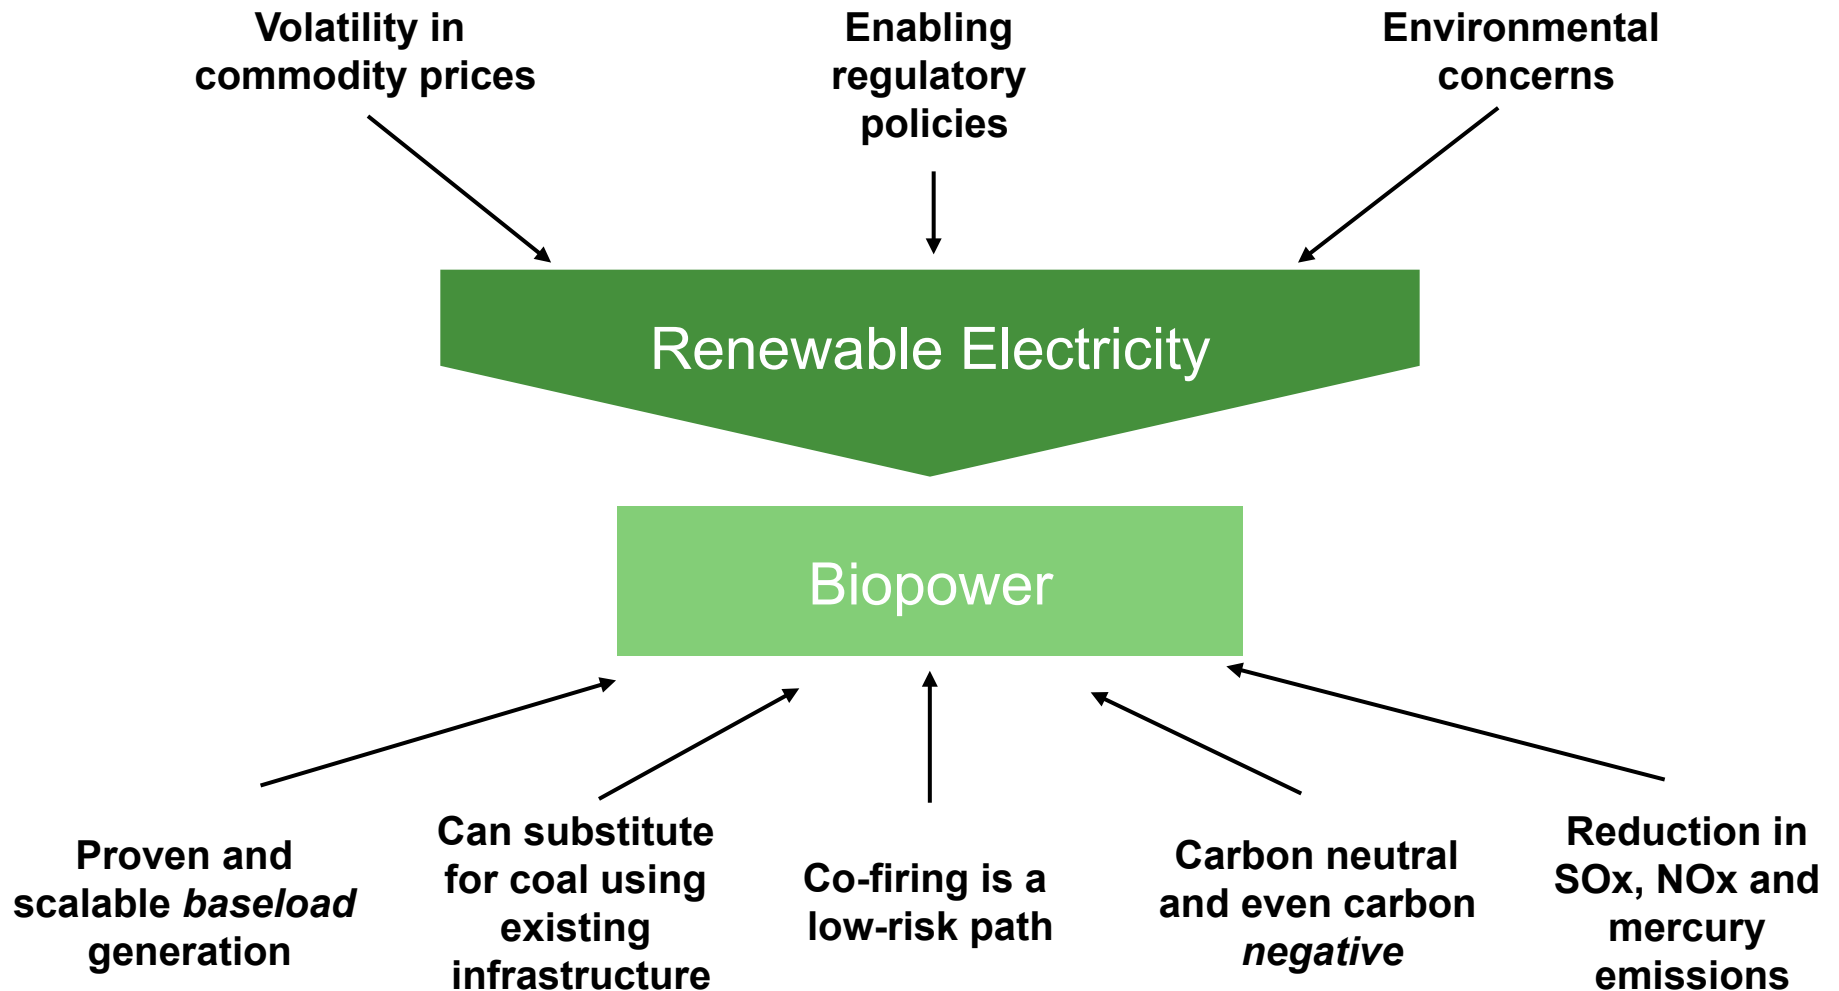 Volatility in
commodity prices
Enabling
regulatory
policies
Environmental
concerns
Renewable Electricity
Biopower
Proven and
scalable baseload
generation
Can substitute
for coal using
existing
infrastructure
Co-firing is a
low-risk path
Carbon neutral
and even carbon
negative
Reduction in
SOx, NOx and
mercury
emissions